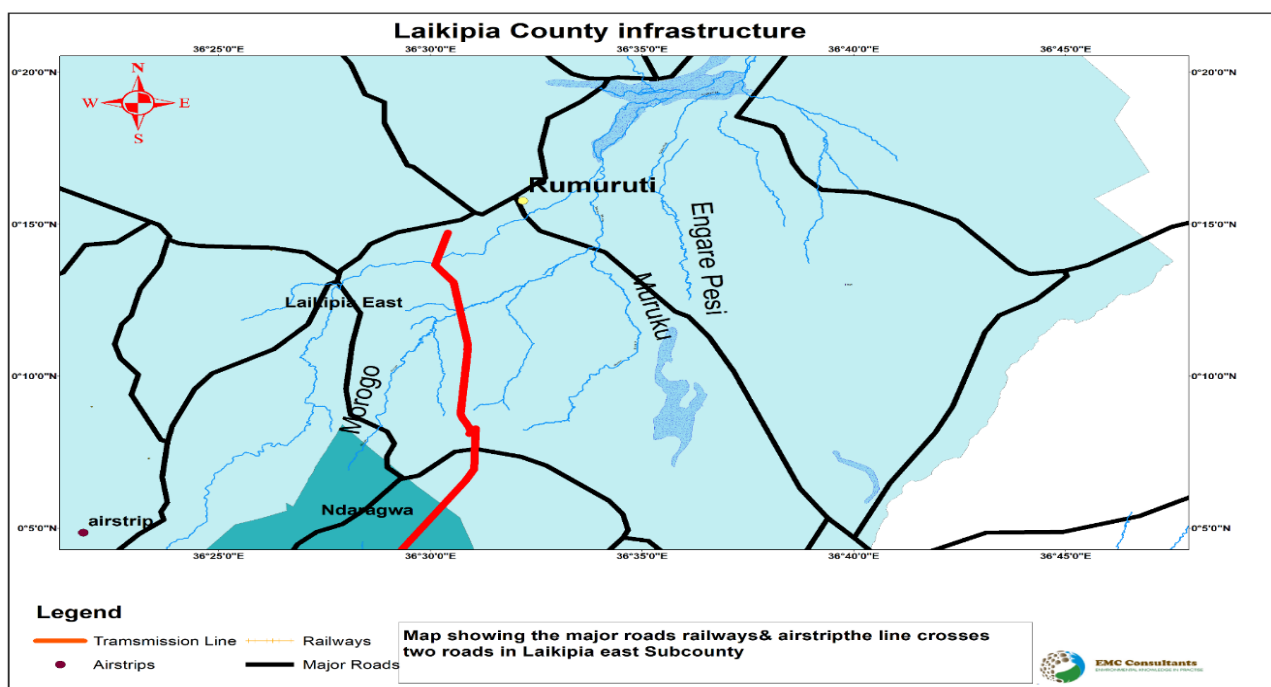 Laikipia County infrastructure
36°25'0"E 36°30'0"E 36°35'0"E 36°40'0"E 36°45'0"E
0°20'0"N 0°20'0"N
N
W E
S
Rumuruti
0°15'0"N 0°15'0"N
Engare Pesi
Muruku
Laikipia East
0°10'0"N 0°10'0"N
Morogo
Ndaragwa
airstrip
0°5'0"N 0°5'0"N
36°25'0"E 36°30'0"E 36°35'0"E 36°40'0"E 36°45'0"E
Legend
Tramsmission Line
Railways
Airstrips
Major Roads
Map showing the major roads railways& airstripthe line crosses
two roads in Laikipia east Subcounty
EMC Consultants
ENVIRONMENTAL KNOWLEDGE IN PRACTISE